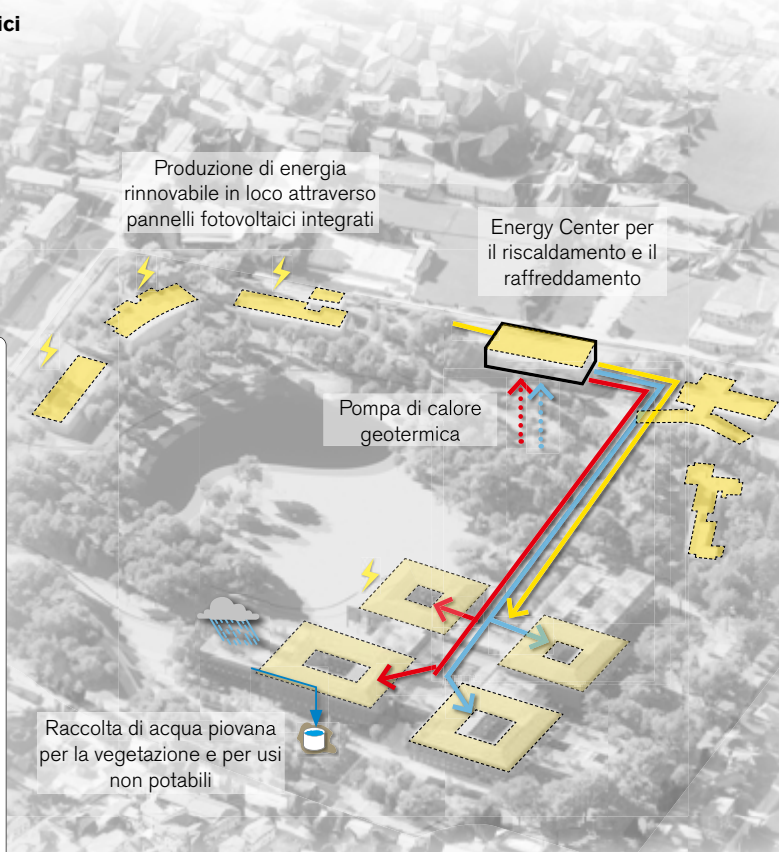 ici
Produzione di energia
rinnovabile in loco attraverso
pannelli fotovoltaici integrati
Energy Center per
il riscaldamento e il
raffreddamento
Pompa di calore
geotermica
Raccolta di acqua piovana
per la vegetazione e per usi
non potabili